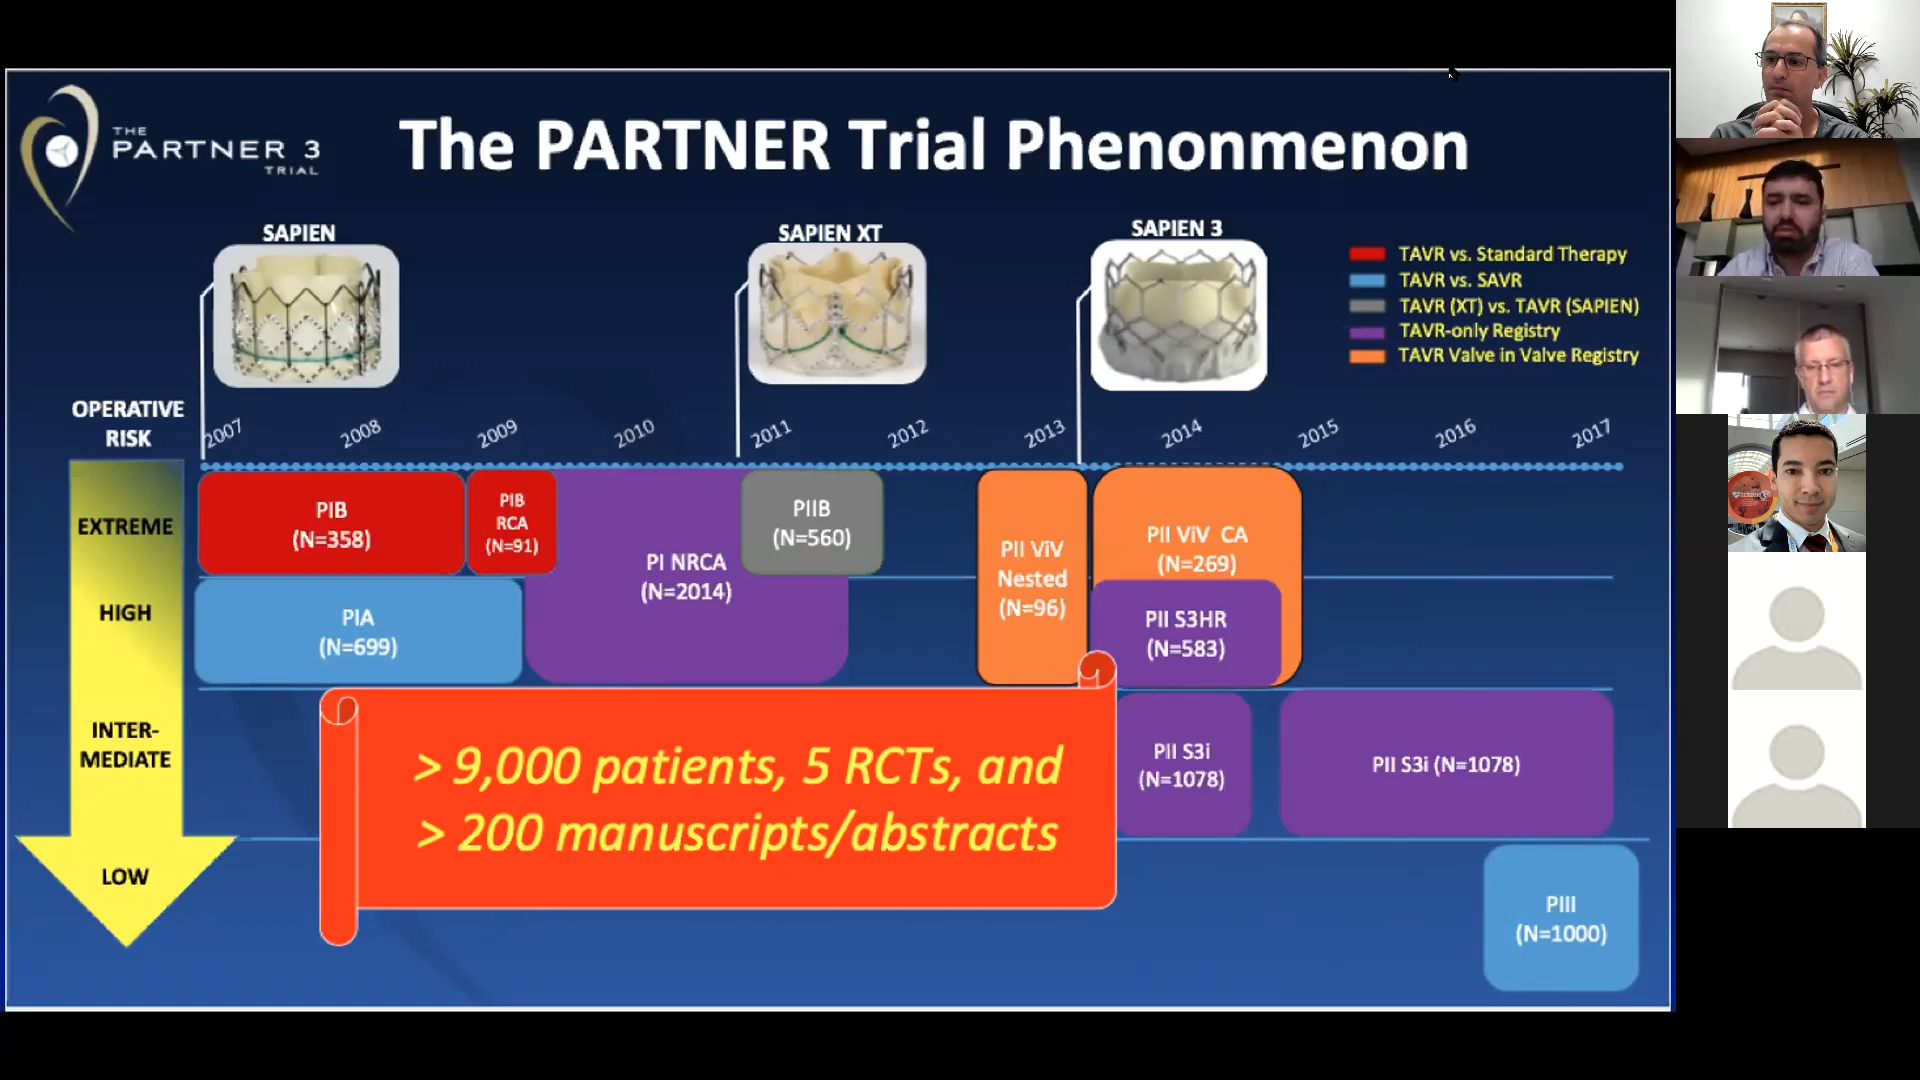 THE
PARTNER 3
TRIAL
The PARTNER Trial Phenonmenon
SAPIEN
SAPIEN XT
SAPIEN 3
TAVR vs. Standard Therapy
TAVR vs. SAVR
TAVR (XT) vs. TAVR (SAPIEN)
TAVR-only Registry
TAVR Valve in Valve Registry
OPERATIVE
RISK
2007
2008
2009
2010
2011
2012
2013
2014
2015
2016
2017
EXTREME
HIGH
INTER-
MEDIATE
LOW
PIB
(N=358)
PIB
RCA
(N=91)
PI NRCA
(N=2014)
PIIB
(N=560)
PII ViV
Nested
(N=96)
PII ViV CA
(N=269)
PIA
(N=699)
PII S3HR
(N=583)
> 9,000 patients, 5 RCTs, and
> 200 manuscripts/abstracts
PII S3i
(N=1078)
PII S3i (N=1078)
PIII
(N=1000)